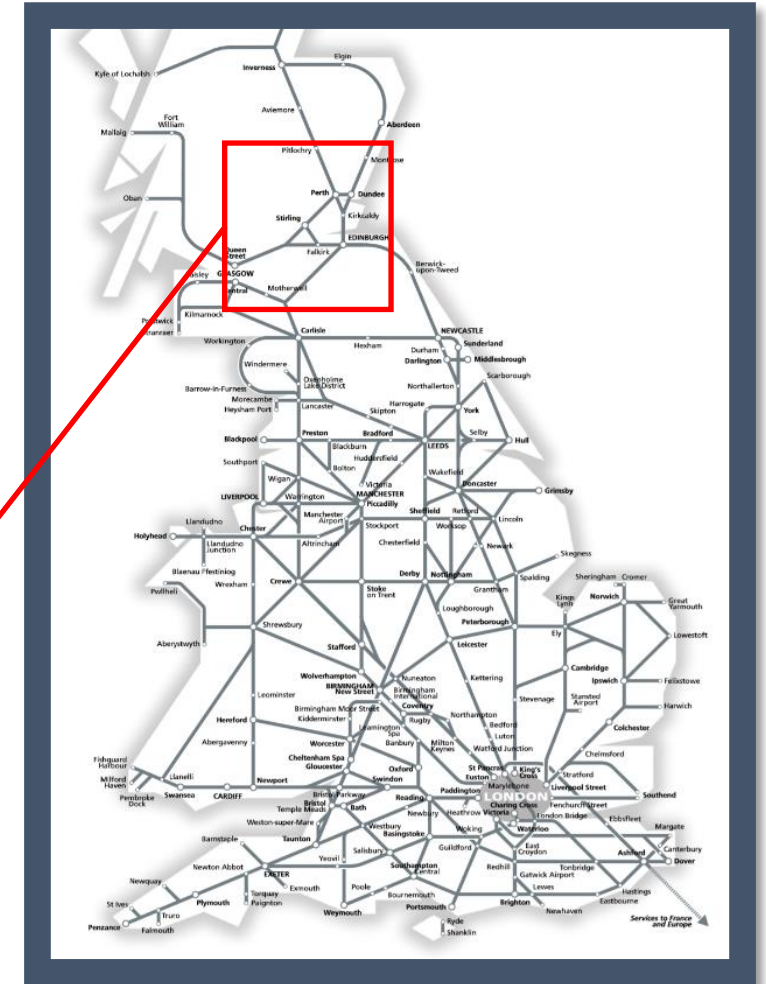 Elgin
Inverness
Kyle of Lochalsh
Aviemore
Fort
William
Mallaig
Aberdeen
Pitlochry
Perth
Dundee
Oban
Kirkcaldy
Stirling
EDINBURGH
Queen
Street
Falkirk
Berwick-
upon-Tweed
GLASGOW
Central
Motherwell
Kilmarnock
Carlisle
NEWCASTLE
Workington
Hexham
Durham
Sunderland
Darlington
Middlesbrough
Windermere
Scarborough
Oxenholme
Lake District
Barrow-in-Furness
Northallerton
Morecambe
Heysham Port
Lancaster
Harrogate
York
Skipton
Blackpool
Preston
Bradford
Selby
Blackburn
LEEDS
Hull
Huddersfield
Southport
Bolton
Wakefield
Wigan
Victoria
Doncaster
LIVERPOOL
Warrington
MANCHESTER
Piccadilly
Grimsby
Manchester
Airport
Sheffield
Retford
Llandudno
Chester
Stockport
Worksop
Lincoln
Holyhead
Llandudno
Junction
Altrincham
Chesterfield
Newark
Skegness
Blaenau Ffestiniog
Derby
Nottingham
Wrexham
Crewe
Stoke
on Trent
Grantham
Spalding
Sheringham
Cromer
Pwllheli
Loughborough
Kings
Lynn
Norwich
Great
Yarmouth
Aberystwyth
Shrewsbury
Peterborough
Ely
Lowestoft
Stafford
Leicester
Wolverhampton
Nuneaton
Kettering
Cambridge
BIRMINGHAM
New Street
Birmingham
International
Ipswich
Felixstowe
Leominster
Birmingham Moor Street
Coventry
Stevenage
Stansted
Airport
Harwich
Hereford
Kidderminster
Rugby
Northampton
Leamington
Spa
Bedford
Colchester
Abergavenny
Worcester
Banbury
Milton
Keynes
Luton
Watford Junction
Chelmsford
Fishguard
Harbour
Cheltenham Spa
Gloucester
Oxford
St Pancras
King's
Cross
Milford
Haven
Llanelli
Newport
Swindon
Euston
Stratford
Pembroke
Dock
Swansea
CARDIFF
Bristol Parkway
Reading
Paddington
Marylebone
Liverpool Street
Bristol
Temple Meads
Bath
LONDON
Southend
Newbury
Heathrow
Victoria
Charing Cross
Fenchurch Street
Weston-super-Mare
Westbury
Basingstoke
Woking
Waterloo
London Bridge
Ebbsfleet
Barnstaple
Taunton
Salisbury
Guildford
East
Croydon
Margate
Newton Abbot
Yeovil
Southampton
Central
Redhill
Tonbridge
Ashford
Canterbury
Dover
Newquay
EXETER
Exmouth
Poole
Gatwick Airport
Torquay
Paignton
Bournemouth
Lewes
Hastings
St Ives
Plymouth
Weymouth
Portsmouth
Brighton
Eastbourne
Truro
Newhaven
Penzance
Falmouth
Ryde
Shanklin
Services to France
and Europe